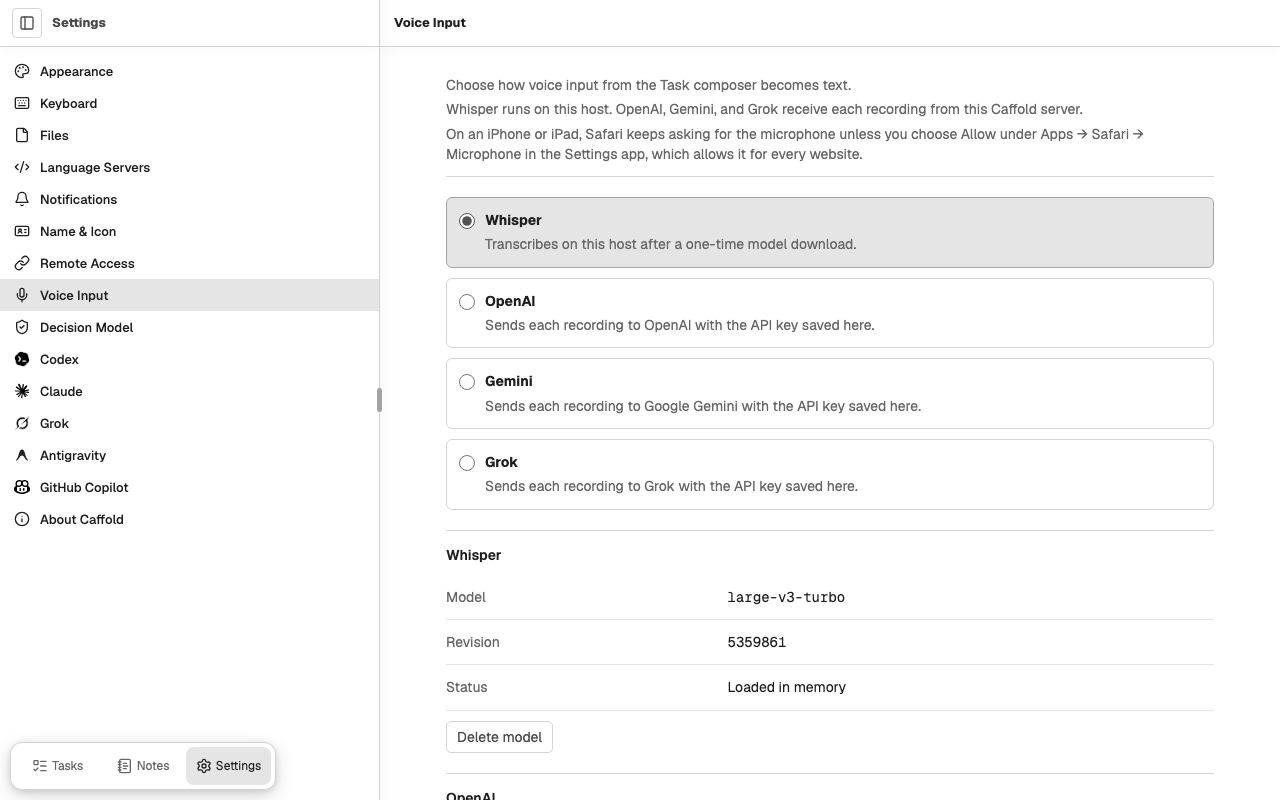 Settings
Voice Input
Appearance
Keyboard
Files
Language Servers
Notifications
Name & Icon
Remote Access
Voice Input
Decision Model
Codex
Claude
Grok
Antigravity
GitHub Copilot
About Caffold
Tasks
Notes
Settings
Choose how voice input from the Task composer becomes text.
Whisper runs on this host. OpenAI, Gemini, and Grok receive each recording from this Caffold server.
On an iPhone or iPad, Safari keeps asking for the microphone unless you choose Allow under Apps → Safari →
Microphone in the Settings app, which allows it for every website.
Whisper
Transcribes on this host after a one-time model download.
OpenAI
Sends each recording to OpenAI with the API key saved here.
Gemini
Sends each recording to Google Gemini with the API key saved here.
Grok
Sends each recording to Grok with the API key saved here.
Whisper
Model large-v3-turbo
Revision 5359861
Status Loaded in memory
Delete model
OpenAI